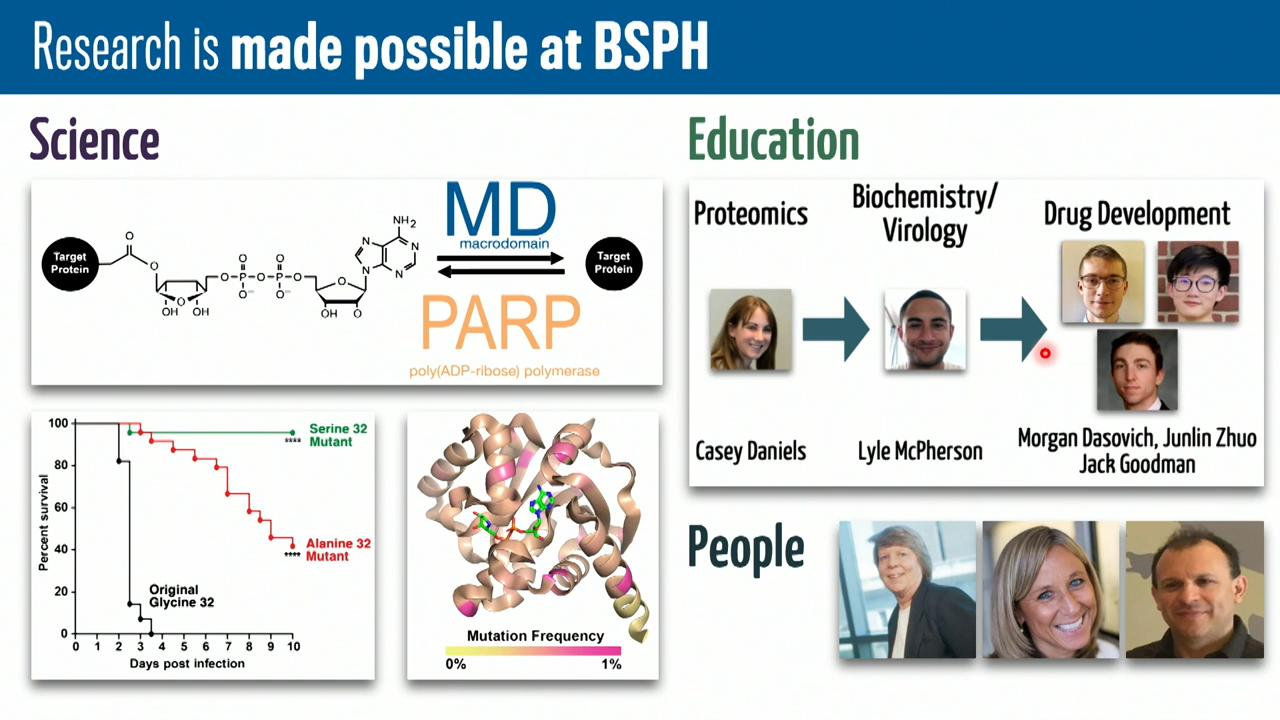 Research is made possible at BSPH
Science
Target
Protein
O
O
O
OH
OH
O
O
P
O⁻
O
O
P
O⁻
O
O
OH
O
N
N
N
N
NH₂
MD
macrodomain
PARP
poly(ADP-ribose) polymerase
Target
Protein
Percent survival
100
80
60
40
20
0
0 1 2 3 4 5 6 7 8 9 10
Days post infection
Serine 32
Mutant
****
Alanine 32
Mutant
****
Original
Glycine 32
Mutation Frequency
0% 1%
Education
Proteomics
Biochemistry/
Virology
Drug Development
Casey Daniels
Lyle McPherson
Morgan Dasovich, Junlin Zhuo
Jack Goodman
People